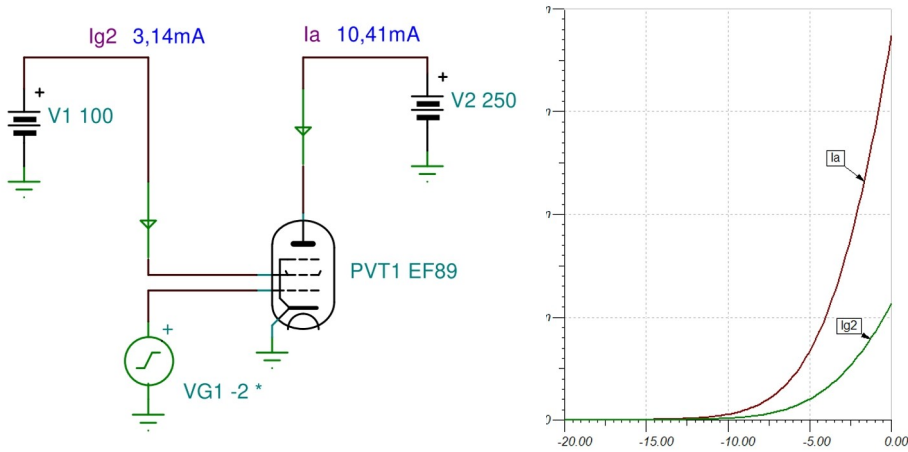 Ig2 3,14mA
Ia 10,41mA
+
V1 100
+
V2 250
PVT1 EF89
+
VG1 -2 *
Ia
Ig2
-20.00 -15.00 -10.00 -5.00 0.00